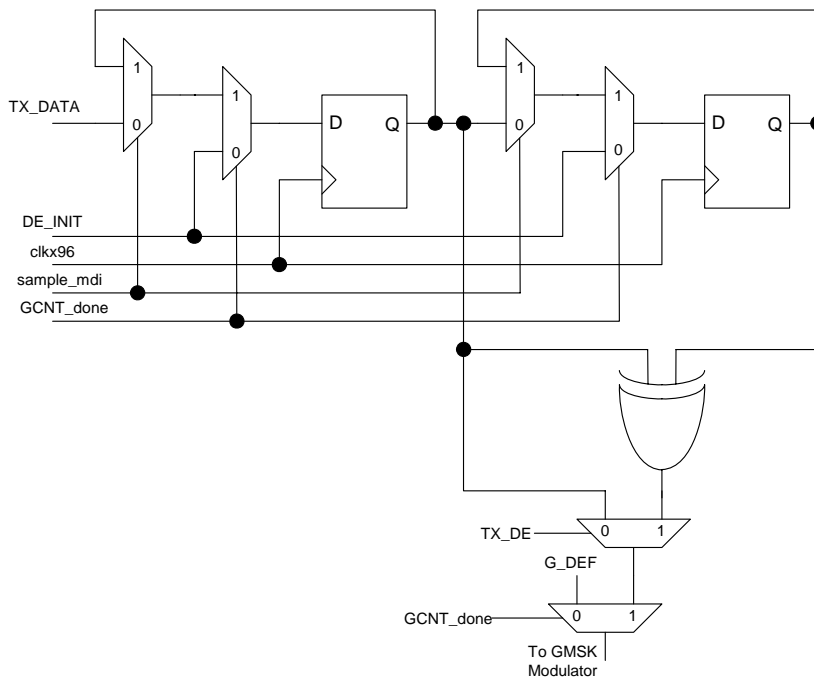 1
1
1
1
TX_DATA
0
D
Q
0
D
Q
0
0
DE_INIT
clkx96
sample_mdi
GCNT_done
TX_DE
0
1
G_DEF
GCNT_done
0
1
To GMSK
Modulator